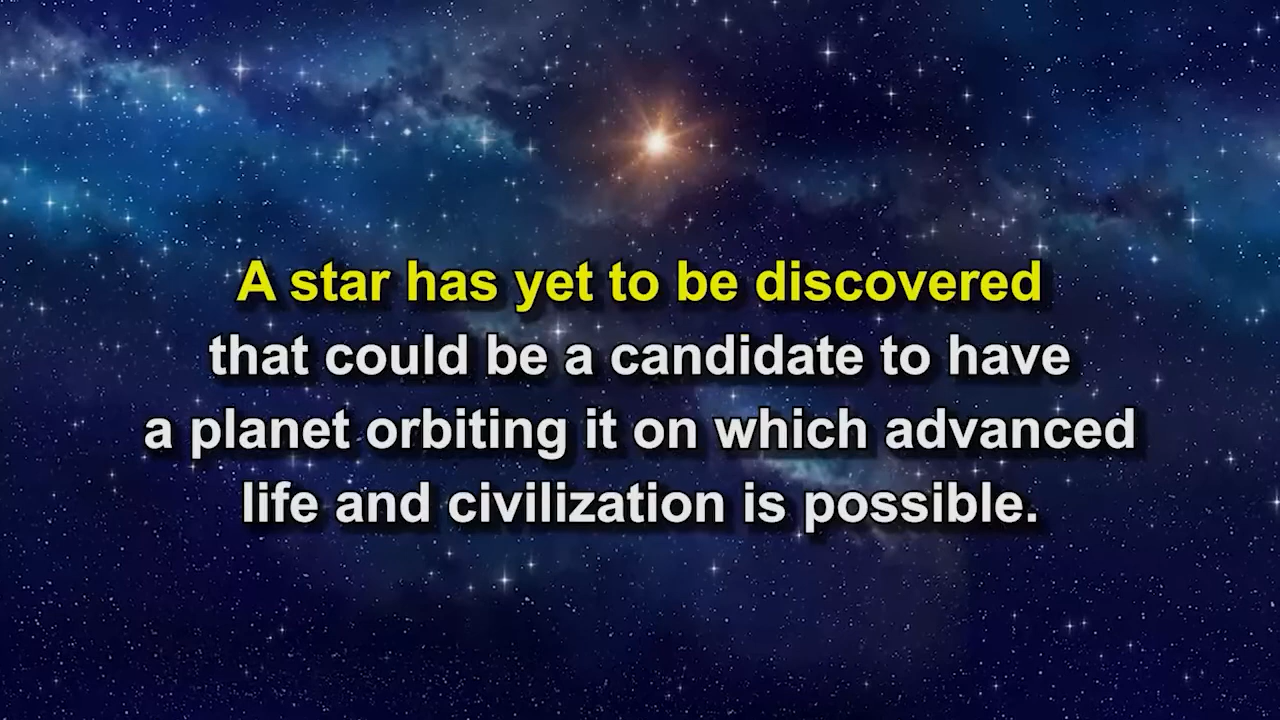 A star has yet to be discovered
that could be a candidate to have
a planet orbiting it on which advanced
life and civilization is possible.